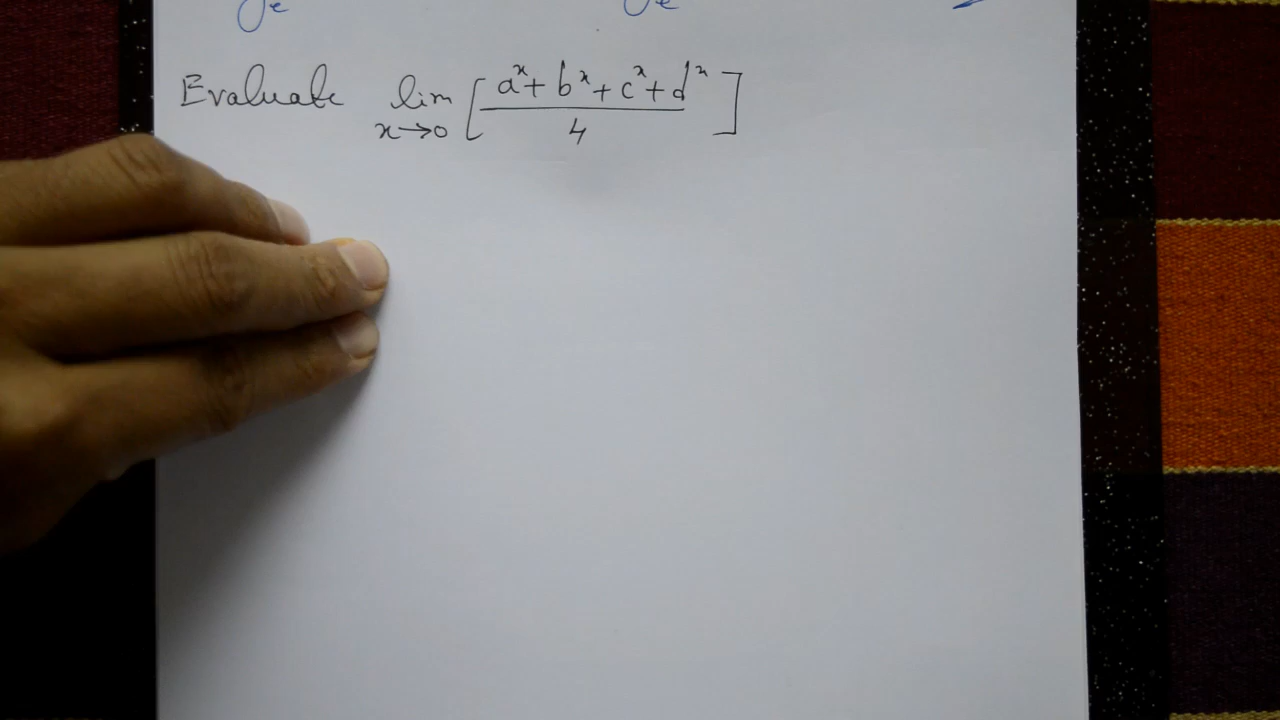 Evaluate lim x→0 [ (a^x + b^x + c^x + d^x) / 4 ]